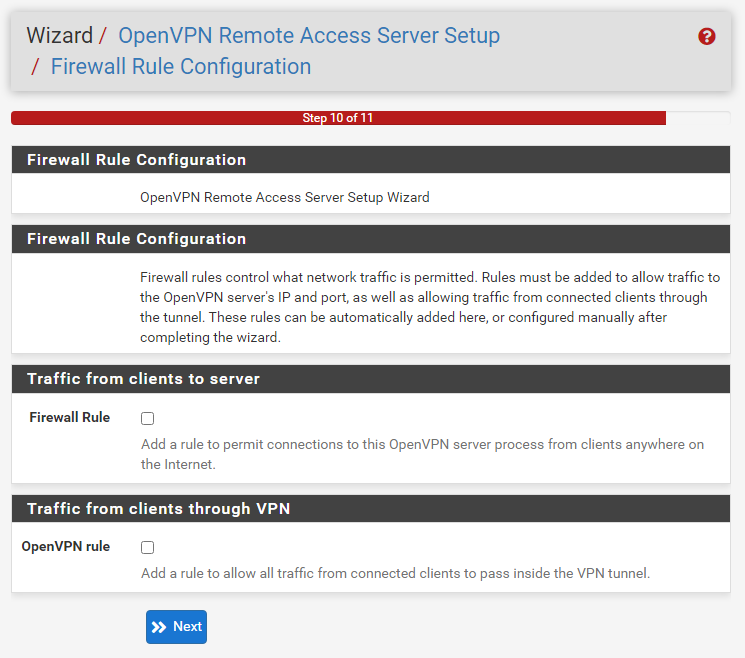 Wizard / OpenVPN Remote Access Server Setup
/ Firewall Rule Configuration
Step 10 of 11
Firewall Rule Configuration
OpenVPN Remote Access Server Setup Wizard
Firewall Rule Configuration
Firewall rules control what network traffic is permitted. Rules must be added to allow traffic to
the OpenVPN server's IP and port, as well as allowing traffic from connected clients through
the tunnel. These rules can be automatically added here, or configured manually after
completing the wizard.
Traffic from clients to server
Firewall Rule
Add a rule to permit connections to this OpenVPN server process from clients anywhere on
the Internet.
Traffic from clients through VPN
OpenVPN rule
Add a rule to allow all traffic from connected clients to pass inside the VPN tunnel.
Next